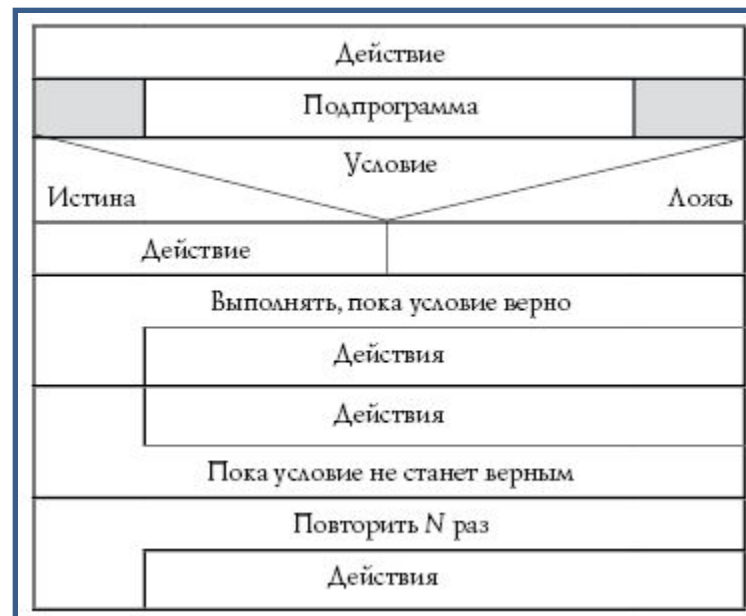 Действие
Подпрограмма
Условие
Истина Ложь
Действие
Выполнять, пока условие верно
Действия
Действия
Пока условие не станет верным
Повторить N раз
Действия